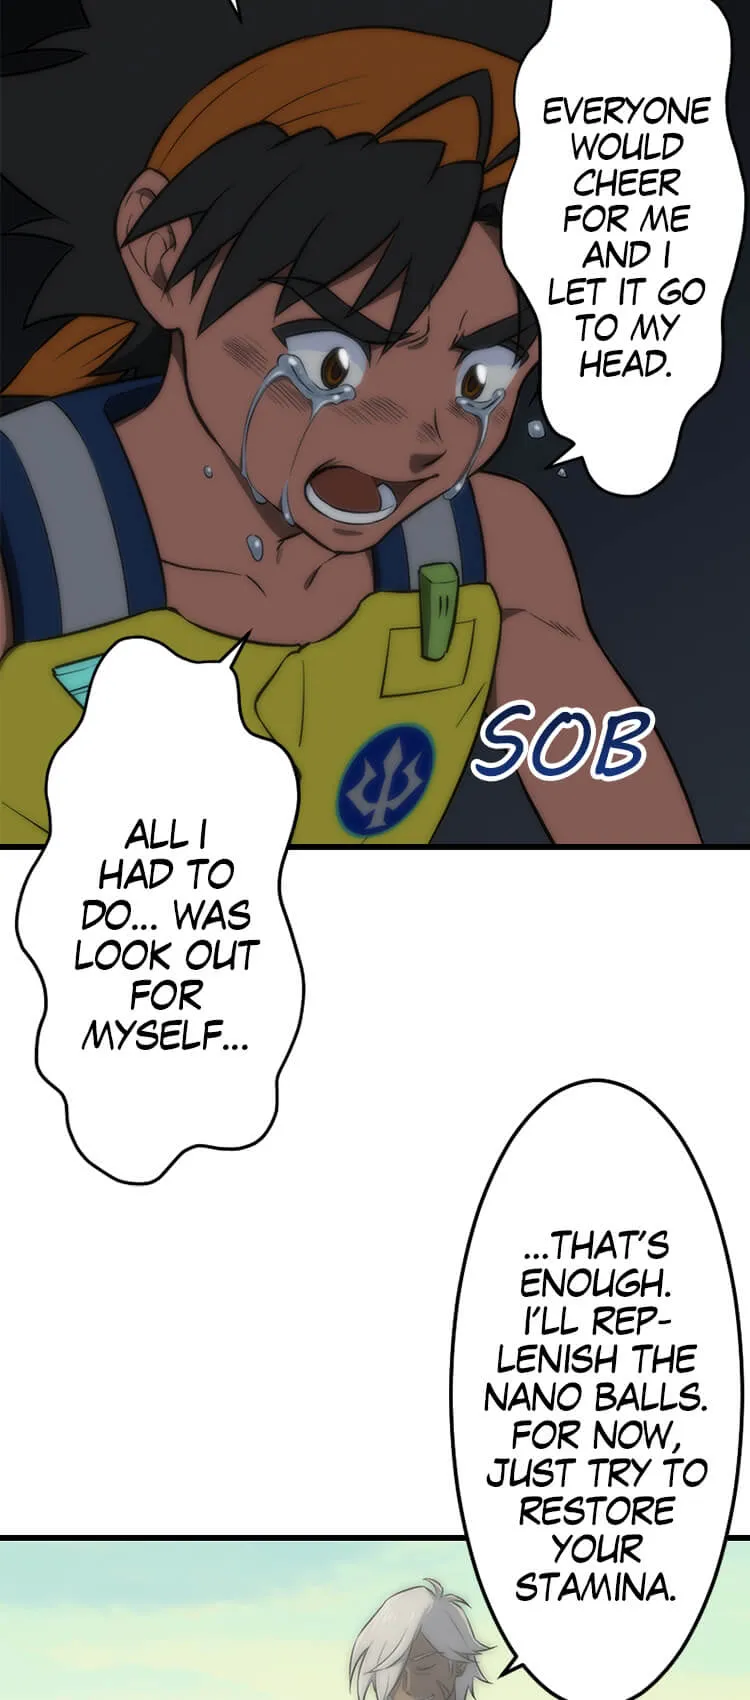 EVERYONE
WOULD
CHEER
FOR ME
AND I
LET IT GO
TO MY
HEAD.
SOB
ALL I
HAD TO
DO... WAS
LOOK OUT
FOR
MYSELF...
...THAT'S
ENOUGH.
I'LL REP-
LENISH THE
NANO BALLS.
FOR NOW,
JUST TRY TO
RESTORE
YOUR
STAMINA.